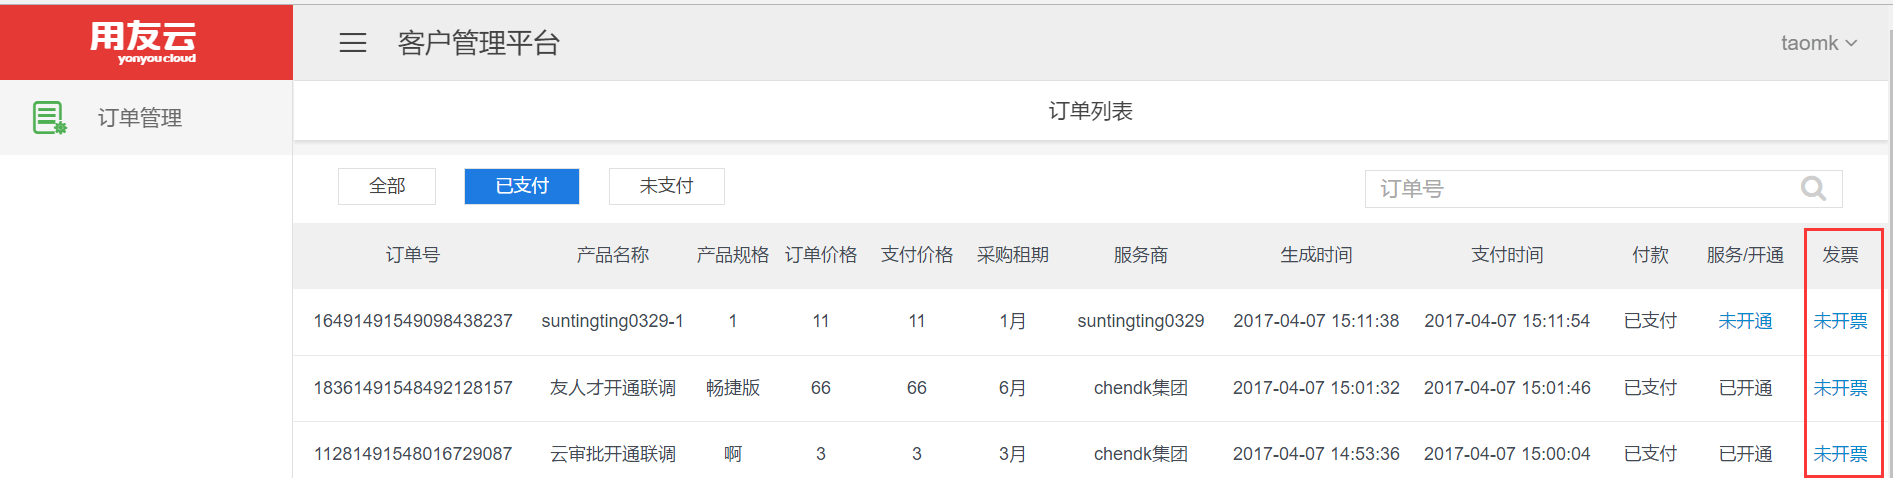 用友云
yonyou cloud
客户管理平台
taomk
订单管理
订单列表
全部 已支付 未支付 订单号
订单号 产品名称 产品规格 订单价格 支付价格 采购租期 服务商 生成时间 支付时间 付款 服务/开通 发票
16491491549098438237 suntingting0329-1 1 11 11 1月 suntingting0329 2017-04-07 15:11:38 2017-04-07 15:11:54 已支付 未开通 未开票
18361491548492128157 友人才开通联调 畅捷版 66 66 6月 chendk集团 2017-04-07 15:01:32 2017-04-07 15:01:46 已支付 已开通 未开票
11281491548016729087 云审批开通联调 啊 3 3 3月 chendk集团 2017-04-07 14:53:36 2017-04-07 15:00:04 已支付 已开通 未开票